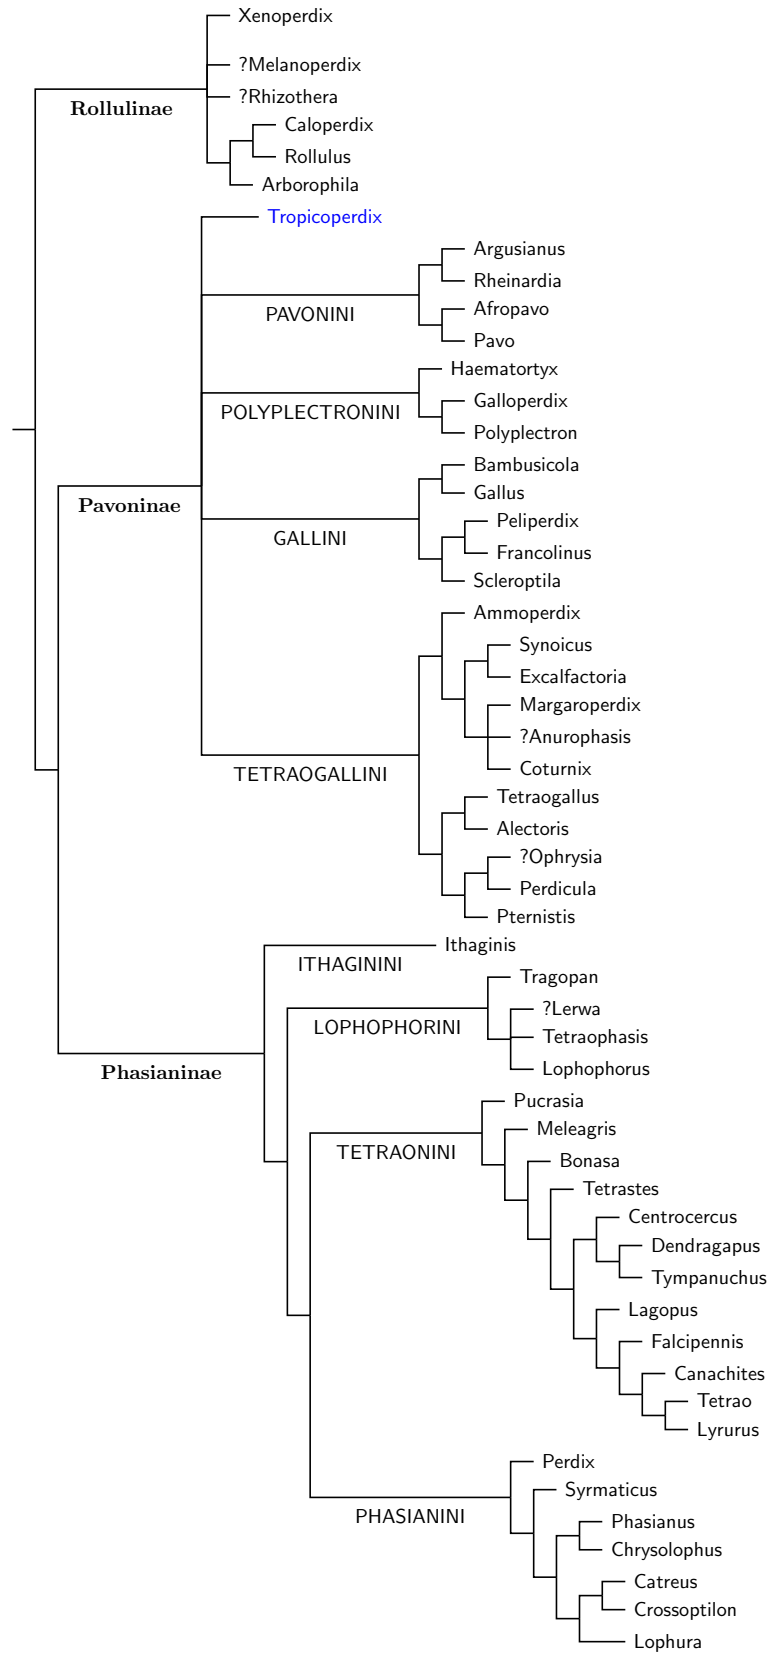 Xenoperdix
?Melanoperdix
Rollulinae
?Rhizothera
Caloperdix
Rollulus
Arborophila
Tropicoperdix
Argusianus
Rheinardia
PAVONINI
Afropavo
Pavo
Haematortyx
Galloperdix
POLYPLECTRONINI
Polyplectron
Bambusicola
Gallus
Pavoninae
Peliperdix
GALLINI
Francolinus
Scleroptila
Ammoperdix
Synoicus
Excalfactoria
Margaroperdix
?Anurophasis
Coturnix
TETRAOGALLINI
Tetraogallus
Alectoris
?Ophrysia
Perdicula
Pternistis
Ithaginis
ITHAGININI
Tragopan
?Lerwa
LOPHOPHORINI
Tetraophasis
Lophophorus
Phasianinae
Pucrasia
Meleagris
TETRAONINI
Bonasa
Tetrastes
Centrocercus
Dendragapus
Tympanuchus
Lagopus
Falcipennis
Canachites
Tetrao
Lyrurus
Perdix
Syrmaticus
PHASIANINI
Phasianus
Chrysolophus
Catreus
Crossoptilon
Lophura